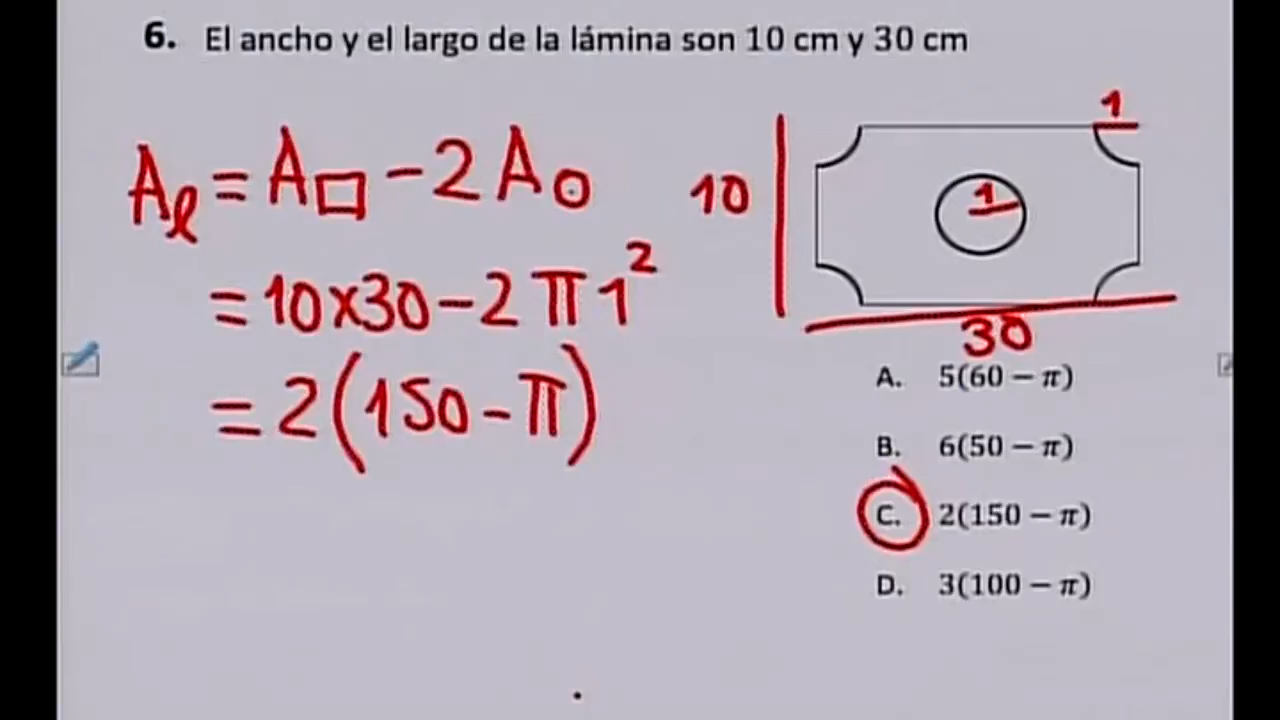 6. El ancho y el largo de la lámina son 10 cm y 30 cm
Aℓ = A□ - 2A○
= 10x30 - 2π1²
= 2(150 - π)
1
10
1
30
A. 5(60 − π)
B. 6(50 − π)
C. 2(150 − π)
D. 3(100 − π)